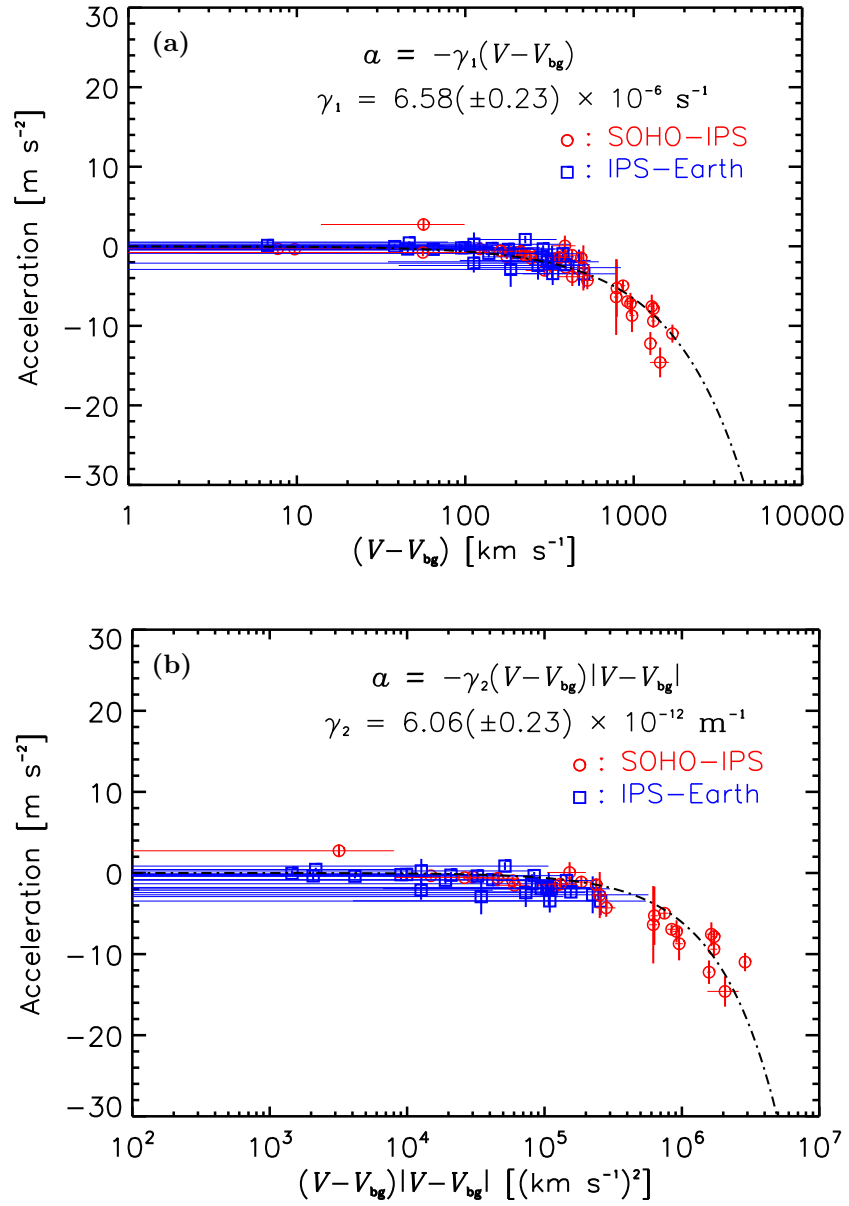 (a)
a = −γ₁(V−V_bg)
γ₁ = 6.58(±0.23) × 10⁻⁶ s⁻¹
○ : SOHO−IPS
□ : IPS−Earth
Acceleration [m s⁻²]
30
20
10
0
−10
−20
−30
1 10 100 1000 10000
(V−V_bg) [km s⁻¹]
(b)
a = −γ₂(V−V_bg)|V−V_bg|
γ₂ = 6.06(±0.23) × 10⁻¹² m⁻¹
○ : SOHO−IPS
□ : IPS−Earth
Acceleration [m s⁻²]
30
20
10
0
−10
−20
−30
10² 10³ 10⁴ 10⁵ 10⁶ 10⁷
(V−V_bg)|V−V_bg| [(km s⁻¹)²]